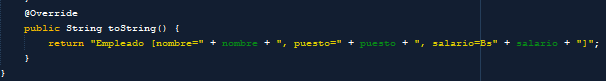 @Override
public String toString() {
return "Empleado [nombre=" + nombre + ", puesto=" + puesto + ", salario=Bs" + salario + "]";
}
}